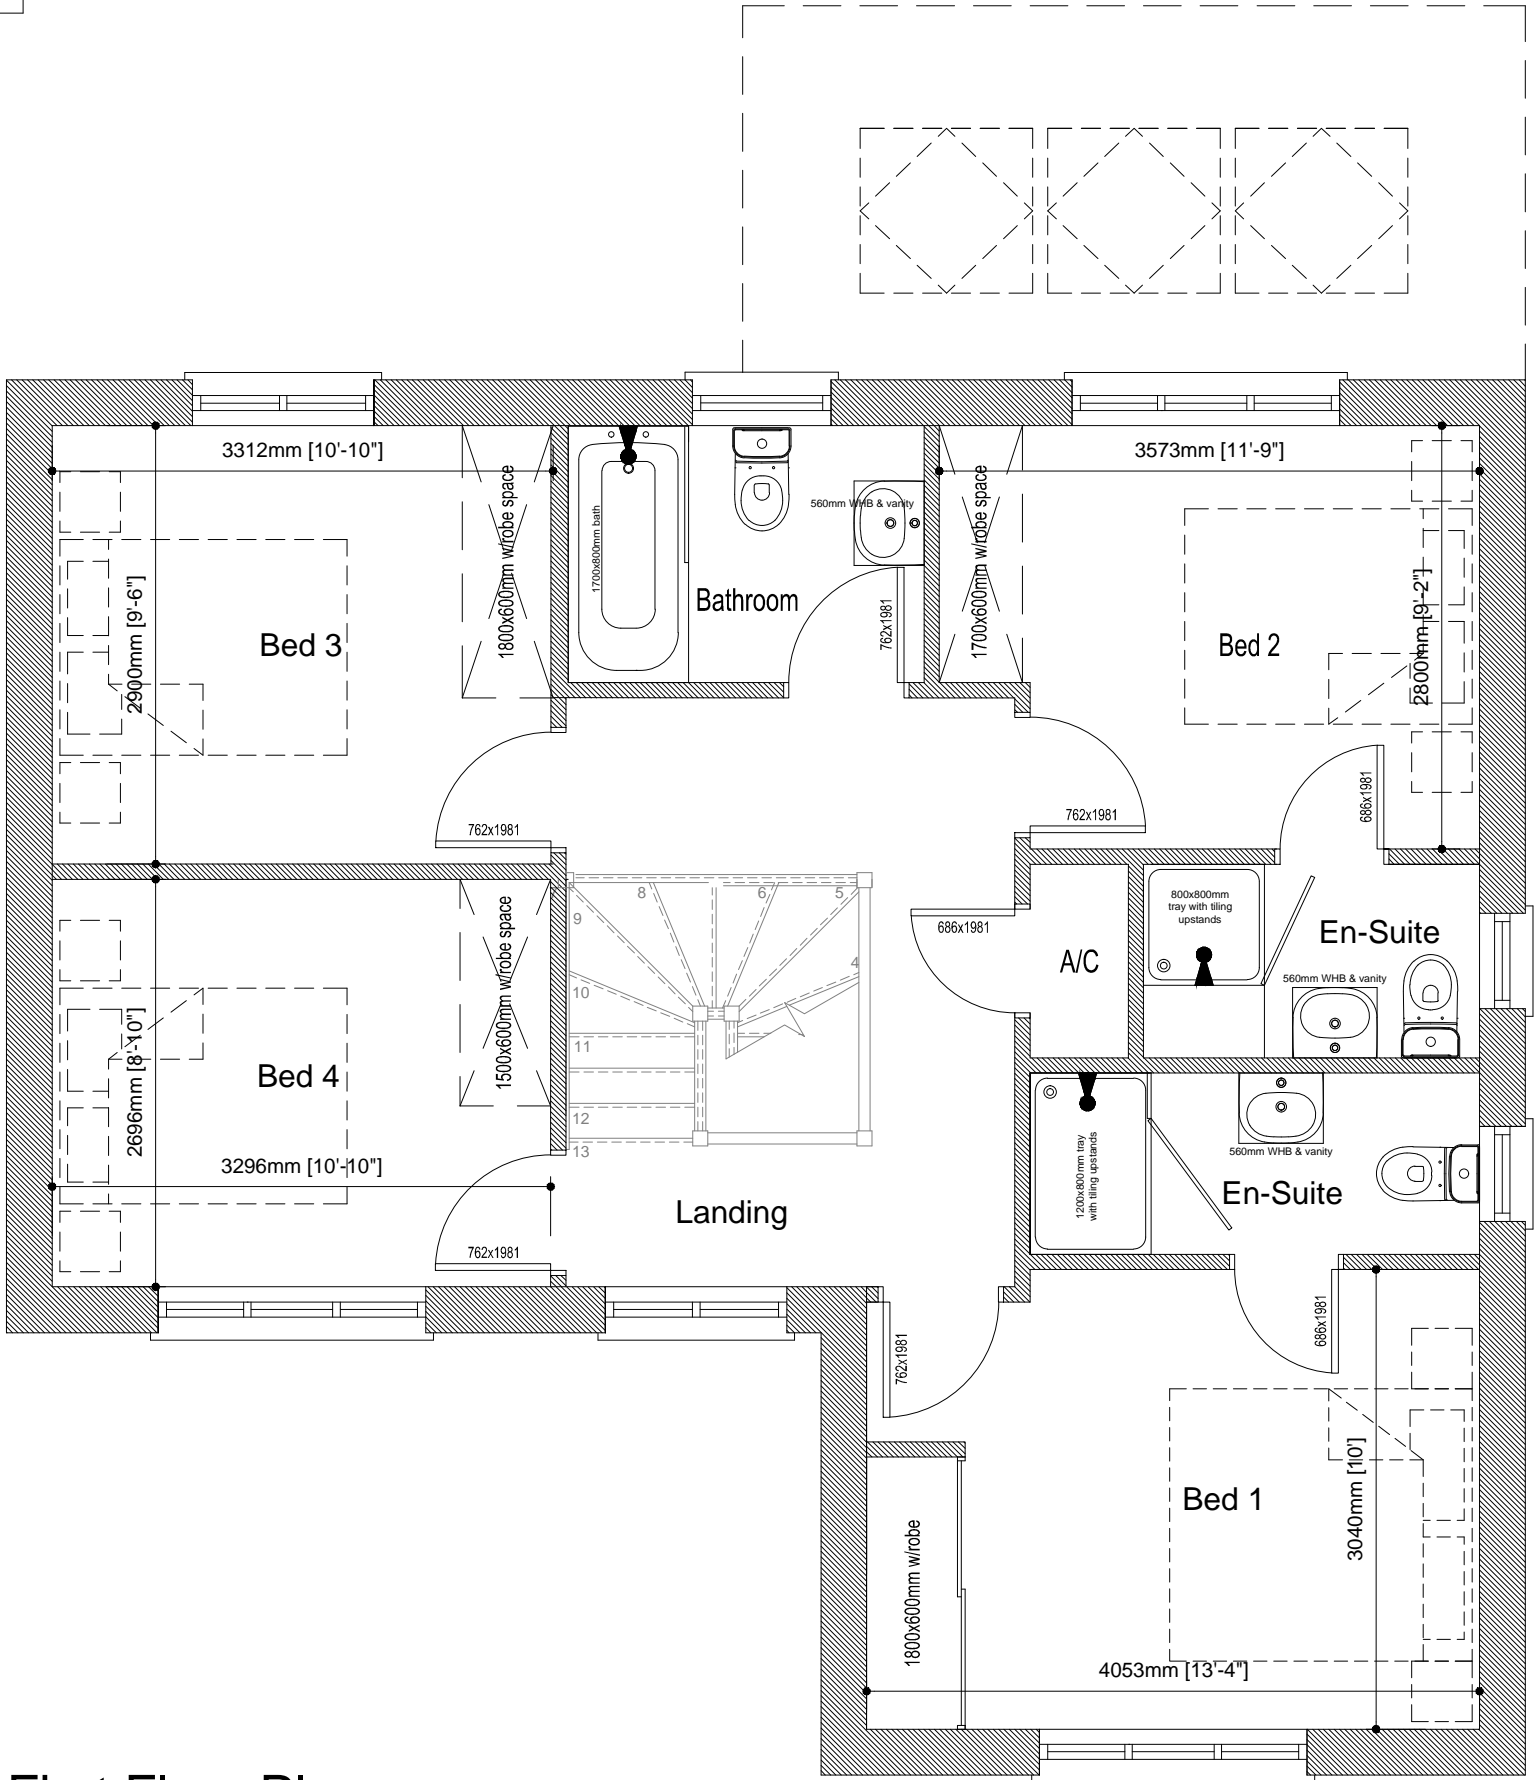 3312mm [10'-10"]
1800x600mm w/robe space
2900mm [9'-6"]
Bed 3
762x1981
1700x800mm bath
560mm WHB & vanity
Bathroom
762x1981
3573mm [11'-9"]
1700x600mm w/robe space
Bed 2
2800mm [9'-2"]
762x1981
686x1981
8
6
5
9
4
10
11
12
13
686x1981
A/C
800x800mm
tray with tiling
upstands
En-Suite
560mm WHB & vanity
1500x600mm w/robe space
Bed 4
2696mm [8'-10"]
3296mm [10'-10"]
762x1981
Landing
1200x800mm tray
with tiling upstands
560mm WHB & vanity
En-Suite
762x1981
686x1981
Bed 1
3040mm [10']
1800x600mm w/robe
4053mm [13'-4"]